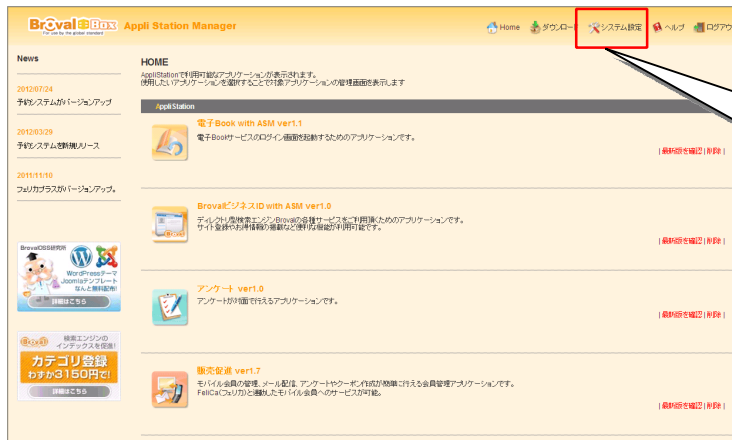 Broval BOX Appli Station Manager
For use by the global standard
Home ダウンロード システム設定 ヘルプ ログアウ
News
2012/07/24
予約システムがバージョンアップ
2012/03/29
予約システムを新規リリース
2011/11/10
フェリカプラスがバージョンアップ。
BrovalOSS研究所
WordPressテーマ
Joomlaテンプレート
なんと無料配布!
詳細はこちら
Broval 検索エンジンの
インデックスを促進!
カテゴリ登録
わずか3150円で!
詳細はこちら
HOME
AppliStationで利用可能なアプリケーションが表示されます。
使用したいアプリケーションを選択することで対象アプリケーションの管理画面を表示します
AppliStation
電子Book with ASM ver1.1
電子Bookサービスのログイン画面を起動するためのアプリケーションです。
|最新版を確認|削除|
BrovalビジネスID with ASM ver1.0
ディレクトリ型検索エンジンBrovalの各種サービスをご利用頂くためのアプリケーションです。
サイト登録やお得情報の掲載など便利な機能が利用可能です。
|最新版を確認|削除|
アンケート ver1.0
アンケートが対面で行えるアプリケーションです。
|最新版を確認|削除|
販売促進 ver1.7
モバイル会員の管理、メール配信、アンケートやクーポン作成が簡単に行える会員管理アプリケーションです。
FeliCa(フェリカ)と連動したモバイル会員へのサービスが可能。
|最新版を確認|削除|